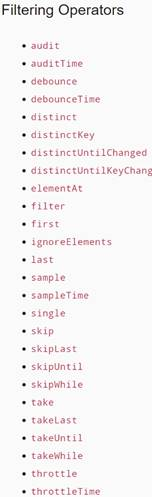 Filtering Operators
audit
auditTime
debounce
debounceTime
distinct
distinctKey
distinctUntilChanged
distinctUntilKeyChang
elementAt
filter
first
ignoreElements
last
sample
sampleTime
single
skip
skipLast
skipUntil
skipWhile
take
takeLast
takeUntil
takeWhile
throttle
throttleTime